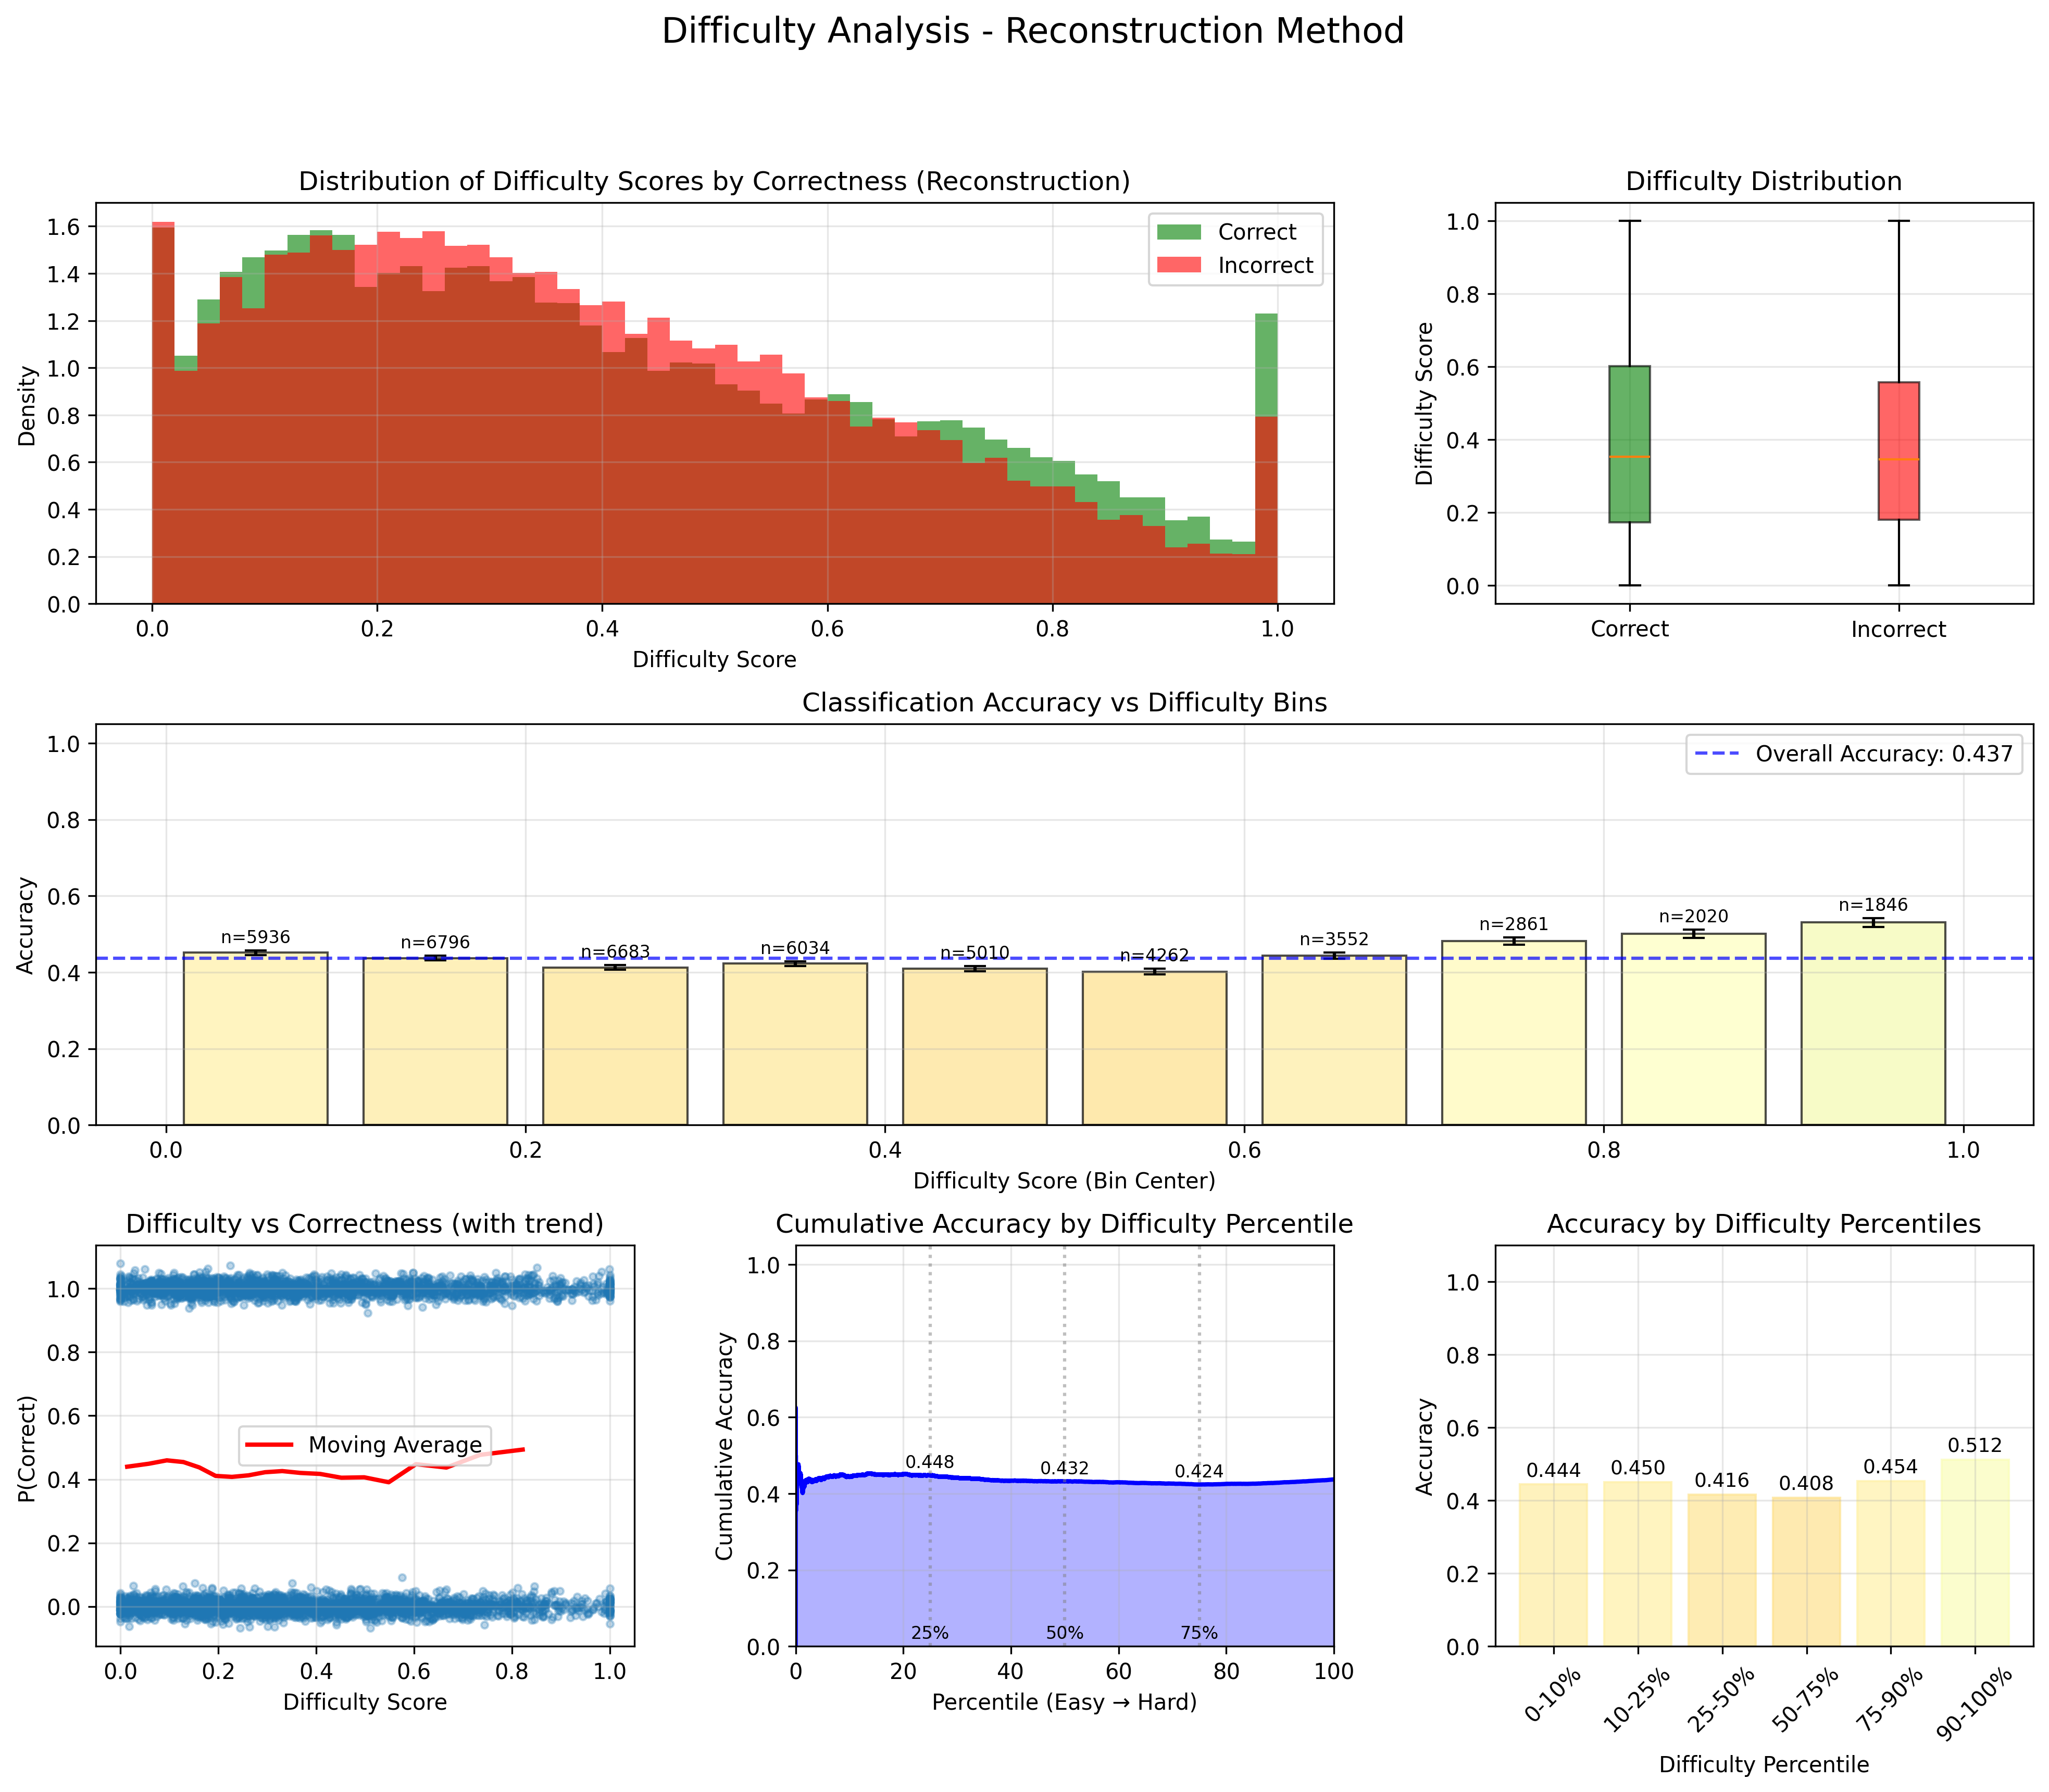 Difficulty Analysis - Reconstruction Method
Distribution of Difficulty Scores by Correctness (Reconstruction)
Density
1.6
1.4
1.2
1.0
0.8
0.6
0.4
0.2
0.0
Correct
Incorrect
0.0 0.2 0.4 0.6 0.8 1.0
Difficulty Score
Difficulty Distribution
Difficulty Score
1.0
0.8
0.6
0.4
0.2
0.0
Correct Incorrect
Classification Accuracy vs Difficulty Bins
Accuracy
1.0
0.8
0.6
0.4
0.2
0.0
Overall Accuracy: 0.437
n=5936 n=6796 n=6683 n=6034 n=5010 n=4262 n=3552 n=2861 n=2020 n=1846
0.0 0.2 0.4 0.6 0.8 1.0
Difficulty Score (Bin Center)
Difficulty vs Correctness (with trend)
P(Correct)
1.0
0.8
0.6
0.4
0.2
0.0
Moving Average
0.0 0.2 0.4 0.6 0.8 1.0
Difficulty Score
Cumulative Accuracy by Difficulty Percentile
Cumulative Accuracy
1.0
0.8
0.6
0.4
0.2
0.0
0.448 0.432 0.424
25% 50% 75%
0 20 40 60 80 100
Percentile (Easy → Hard)
Accuracy by Difficulty Percentiles
Accuracy
1.0
0.8
0.6
0.4
0.2
0.0
0.444 0.450 0.416 0.408 0.454 0.512
0-10% 10-25% 25-50% 50-75% 75-90% 90-100%
Difficulty Percentile